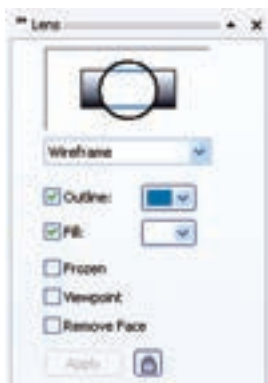 Lens
Wireframe
Outline:
Fill:
Frozen
Viewpoint
Remove Face
Apply